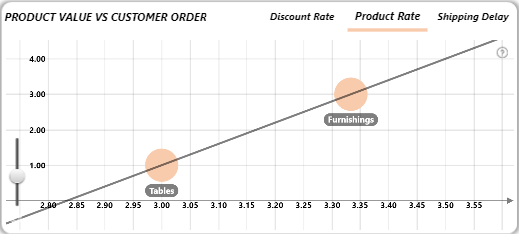 PRODUCT VALUE VS CUSTOMER ORDER Discount Rate Product Rate Shipping Delay
?
4.00
3.00
Furnishings
2.00
1.00
Tables
2.80 2.85 2.90 2.95 3.00 3.05 3.10 3.15 3.20 3.25 3.30 3.35 3.40 3.45 3.50 3.55